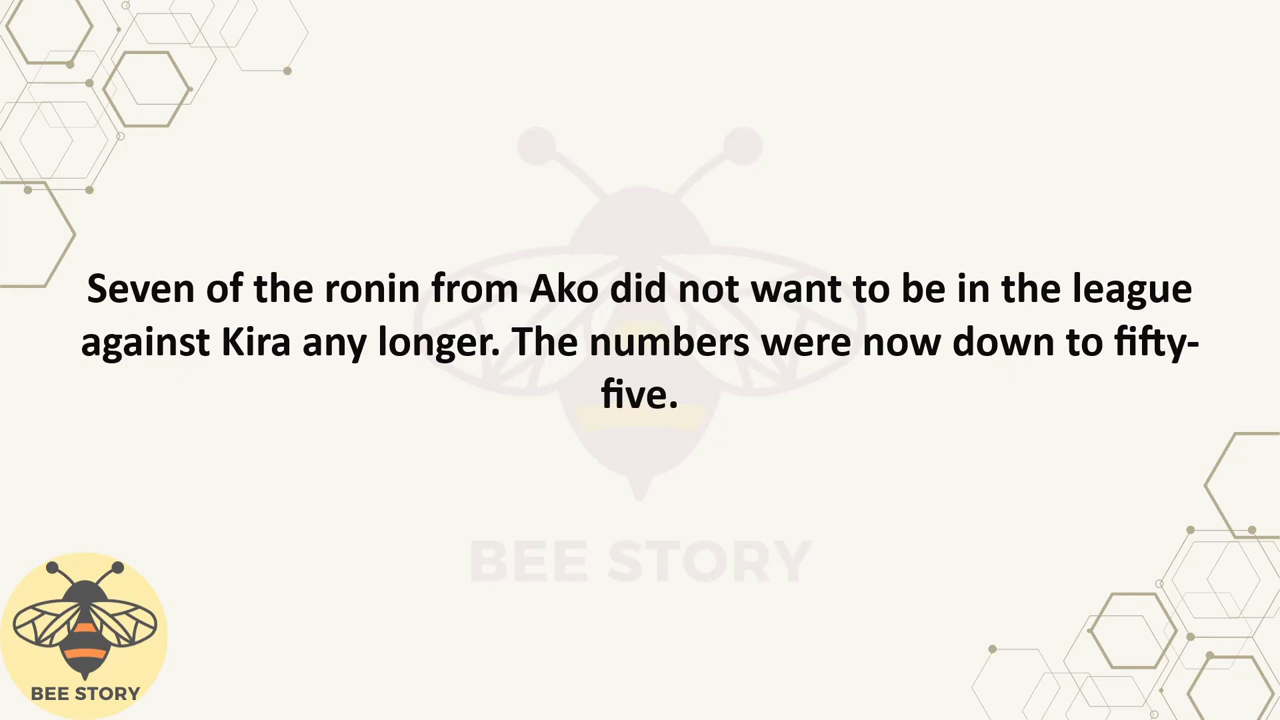 Seven of the ronin from Ako did not want to be in the league
against Kira any longer. The numbers were now down to fifty-
five.
BEE STORY
BEE STORY